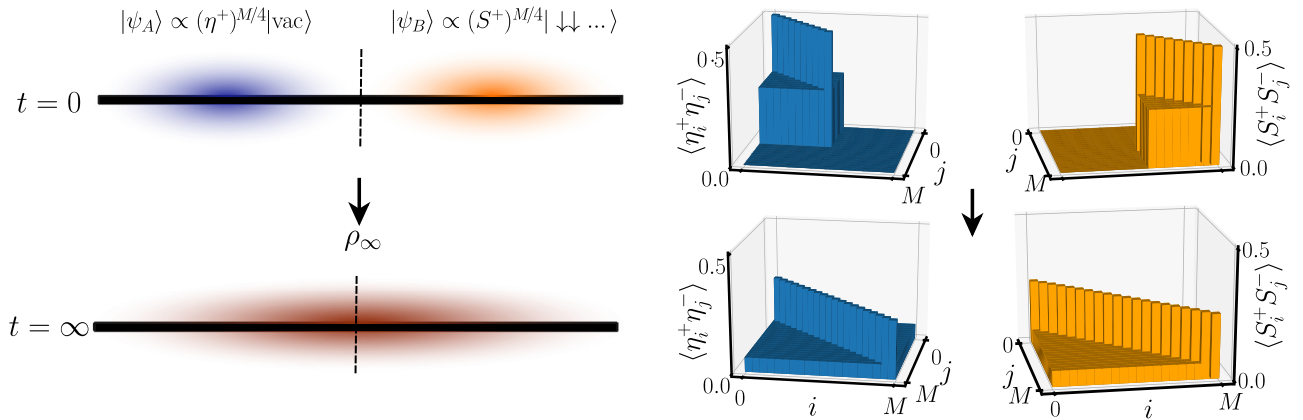 |ψ_A⟩ ∝ (η⁺)^{M/4}|vac⟩
|ψ_B⟩ ∝ (S⁺)^{M/4}| ↓↓ ... ⟩
t = 0
ρ_∞
t = ∞
0.5
⟨η_i⁺η_j⁻⟩
0.0
0
j
M
0.5
⟨S_i⁺S_j⁻⟩
0.0
0
j
M
0.5
⟨η_i⁺η_j⁻⟩
0.0
0
i
M
M
j
0
0.5
⟨S_i⁺S_j⁻⟩
0.0
0
j
M
0
i
M